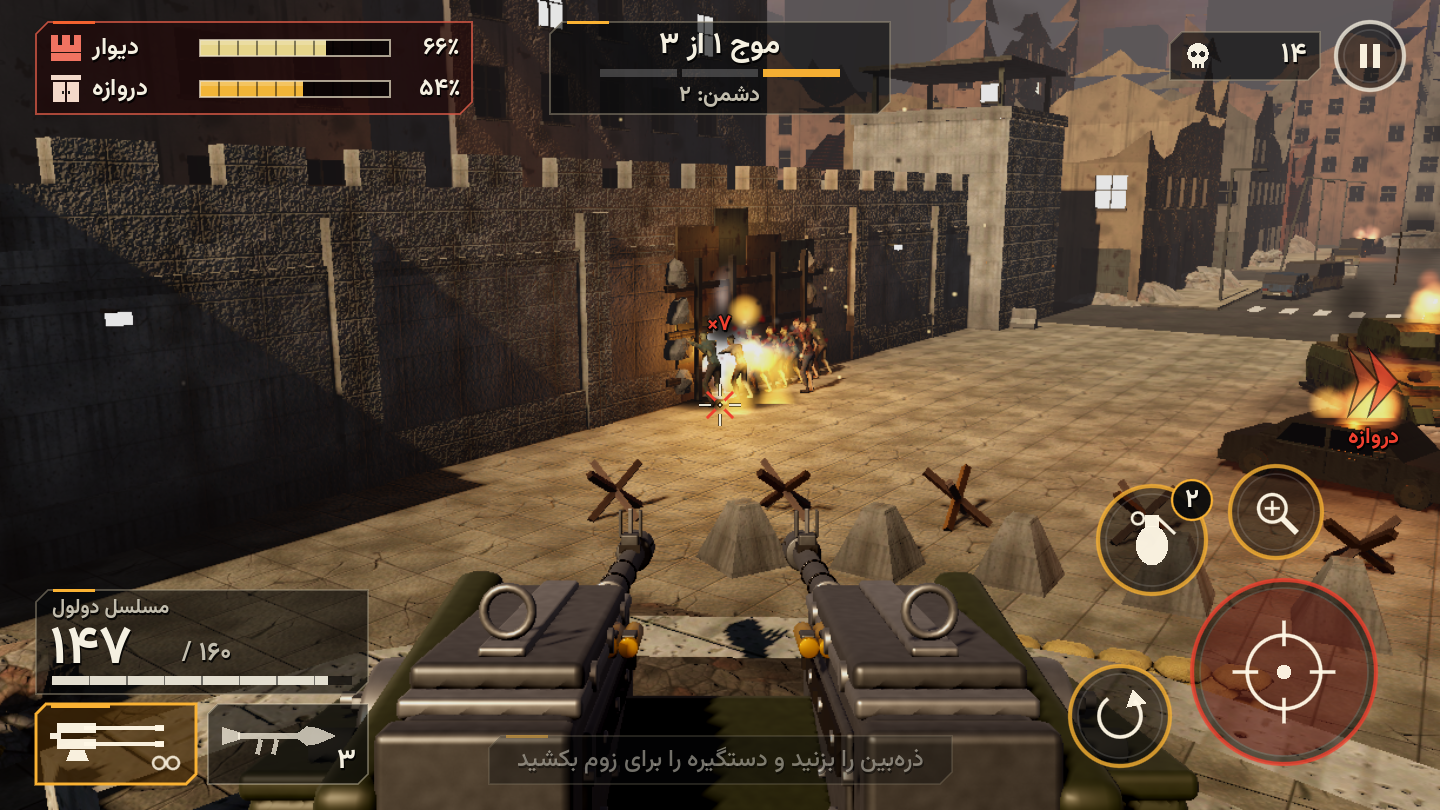 دیوار ۶۶٪
دروازه ۵۴٪
موج ۱ از ۳
دشمن: ۲
۱۴
×۷
دروازه
۲
مسلسل دولول
۱۴۷ / ۱۶۰
∞
۳
ذره‌بین را بزنید و دستگیره را برای زوم بکشید